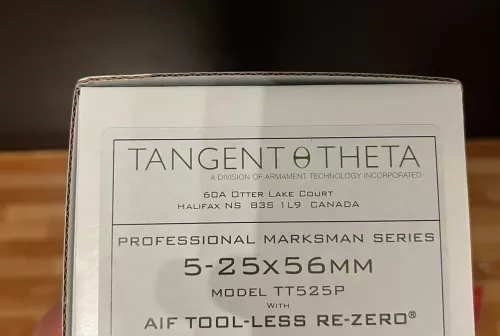 TANGENT θ THETA
A DIVISION OF ARMAMENT TECHNOLOGY INCORPORATED
60A OTTER LAKE COURT
HALIFAX NS B3S 1L9 CANADA
PROFESSIONAL MARKSMAN SERIES
5-25x56MM
MODEL TT525P
WITH
AIF TOOL-LESS RE-ZERO®